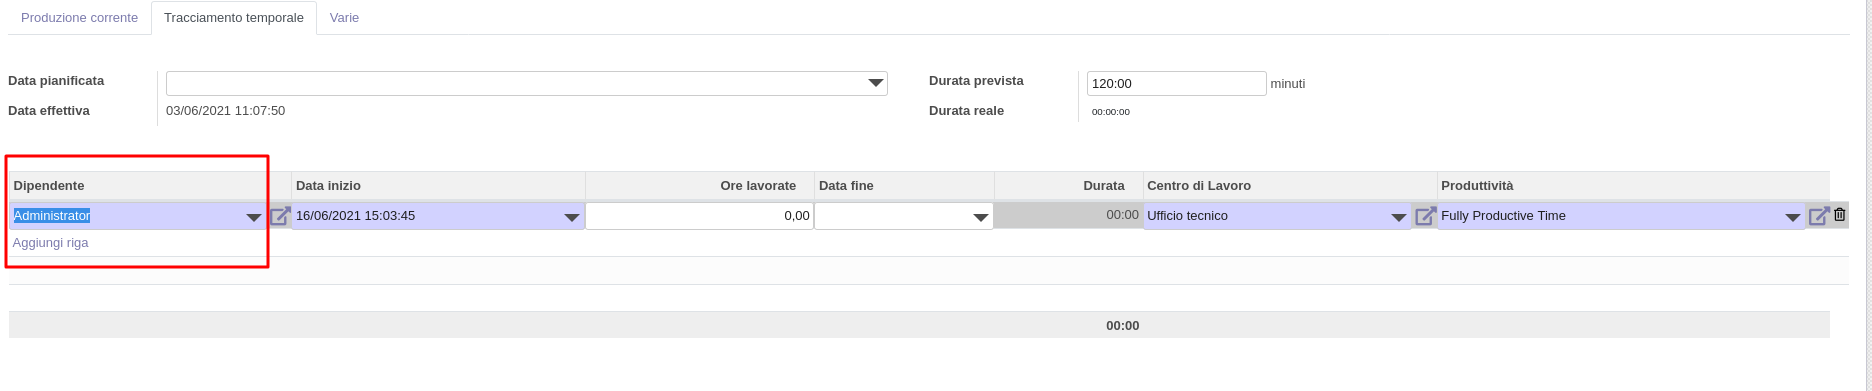 Produzione corrente Tracciamento temporale Varie
Data pianificata Durata prevista 120:00 minuti
Data effettiva 03/06/2021 11:07:50 Durata reale 00:00:00
Dipendente Data inizio Ore lavorate Data fine Durata Centro di Lavoro Produttività
Administrator 16/06/2021 15:03:45 0,00 00:00 Ufficio tecnico Fully Productive Time
Aggiungi riga
00:00